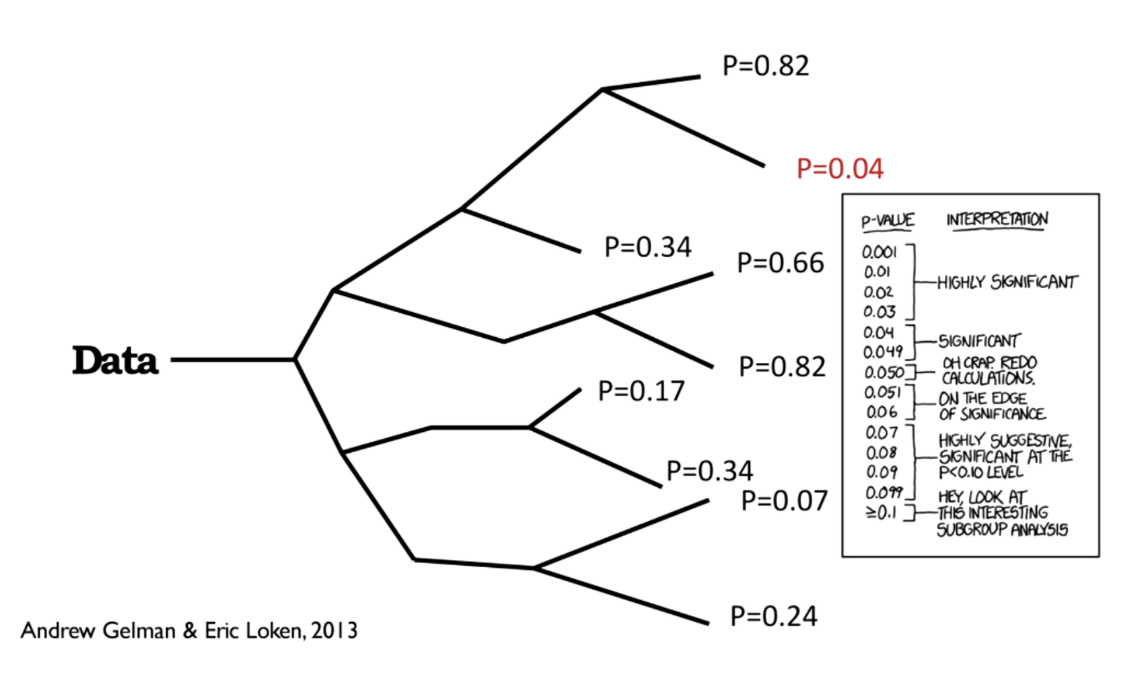 P=0.82
P=0.04
P=0.34
P=0.66
P=0.82
Data
P=0.17
P=0.34
P=0.07
P=0.24
Andrew Gelman & Eric Loken, 2013
P-VALUE INTERPRETATION
0.001
0.01
0.02
0.03
HIGHLY SIGNIFICANT
0.04
0.049
SIGNIFICANT
0.050
OH CRAP. REDO
CALCULATIONS.
0.051
0.06
ON THE EDGE
OF SIGNIFICANCE
0.07
0.08
0.09
0.099
HIGHLY SUGGESTIVE,
SIGNIFICANT AT THE
P<0.10 LEVEL
≥0.1
HEY, LOOK AT
THIS INTERESTING
SUBGROUP ANALYSIS